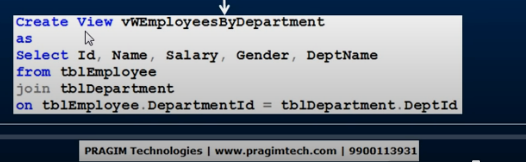 Create View vWEmployeesByDepartment
as
Select Id, Name, Salary, Gender, DeptName
from tblEmployee
join tblDepartment
on tblEmployee.DepartmentId = tblDepartment.DeptId
PRAGIM Technologies | www.pragimtech.com | 9900113931